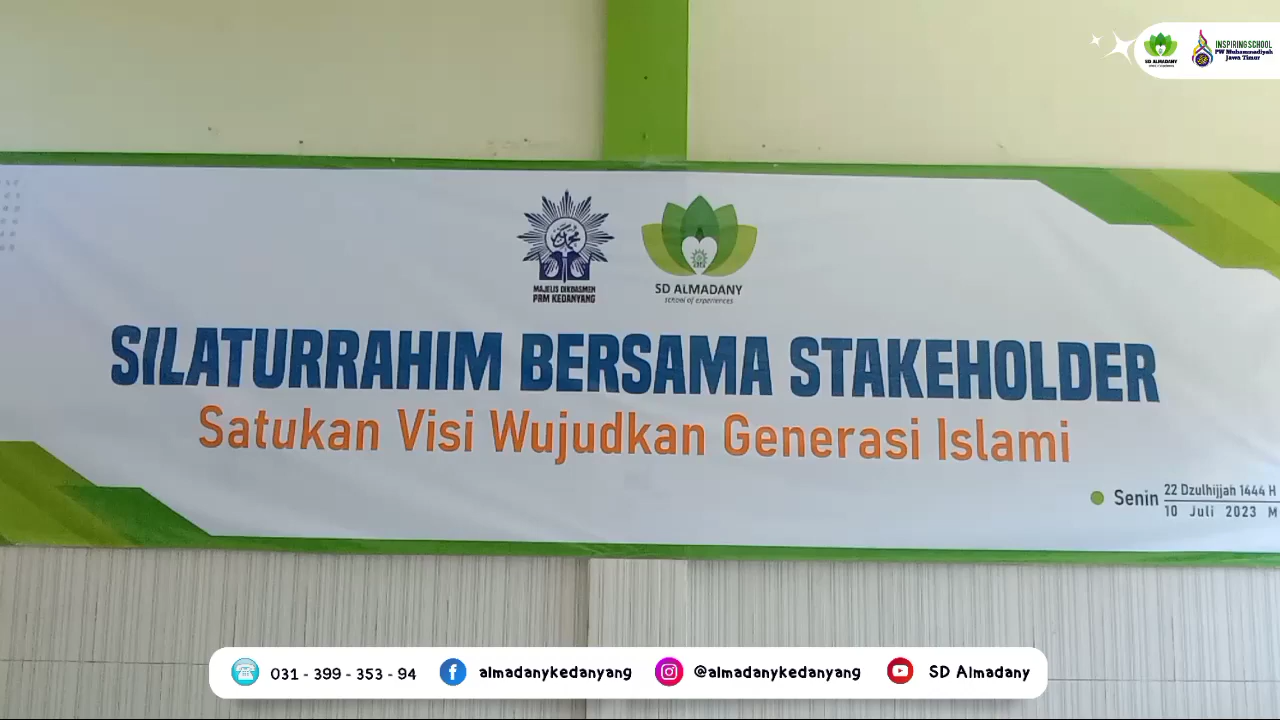 SD ALMADANY
INSPIRING SCHOOL
PW Muhammadiyah
Jawa Timur
محمد
MAJELIS DIKDASMEN
PRM KEDANYANG
SD ALMADANY
school of experiences
SILATURRAHIM BERSAMA STAKEHOLDER
Satukan Visi Wujudkan Generasi Islami
Senin 22 Dzulhijjah 1444 H
10 Juli 2023 M
031 - 399 - 353 - 94 almadanykedanyang @almadanykedanyang SD Almadany